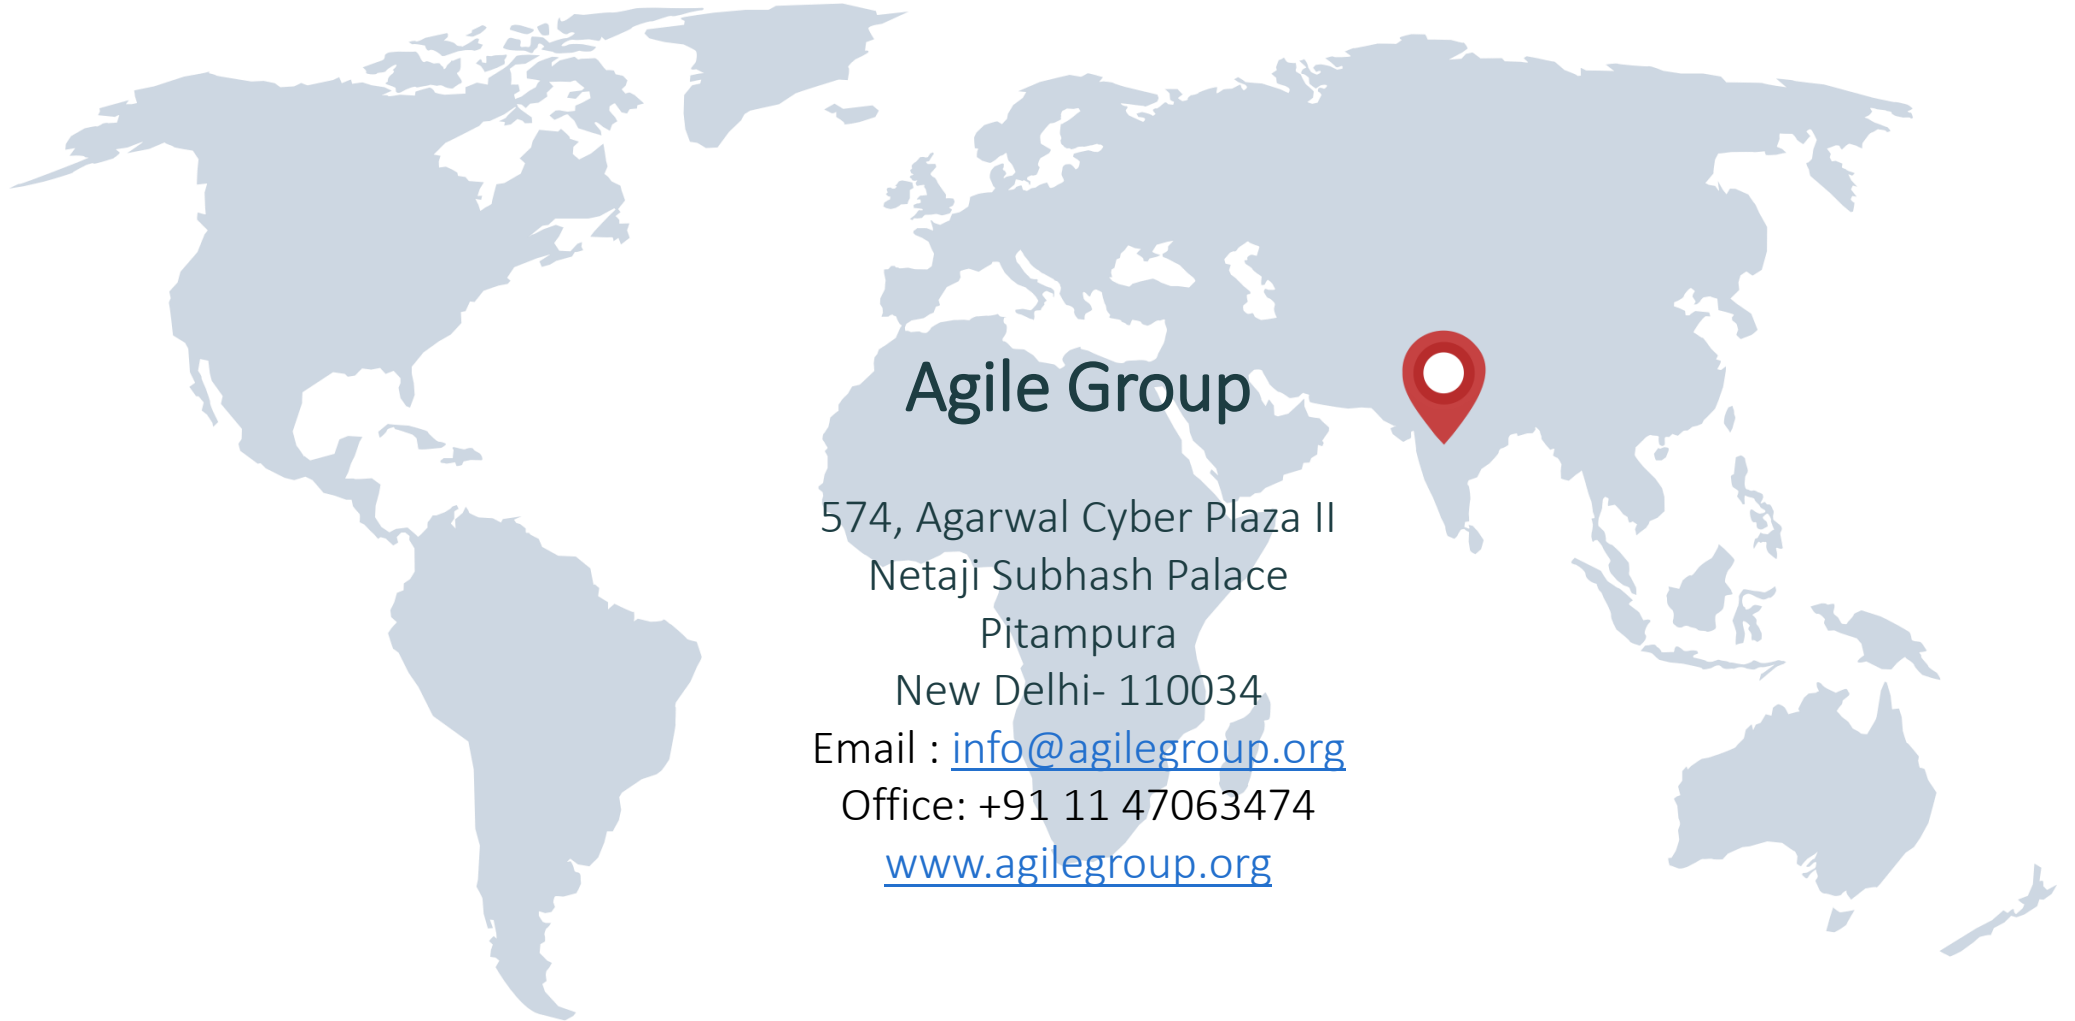 Agile Group
574, Agarwal Cyber Plaza II
Netaji Subhash Palace
Pitampura
New Delhi- 110034
Email : info@agilegroup.org
Office: +91 11 47063474
www.agilegroup.org